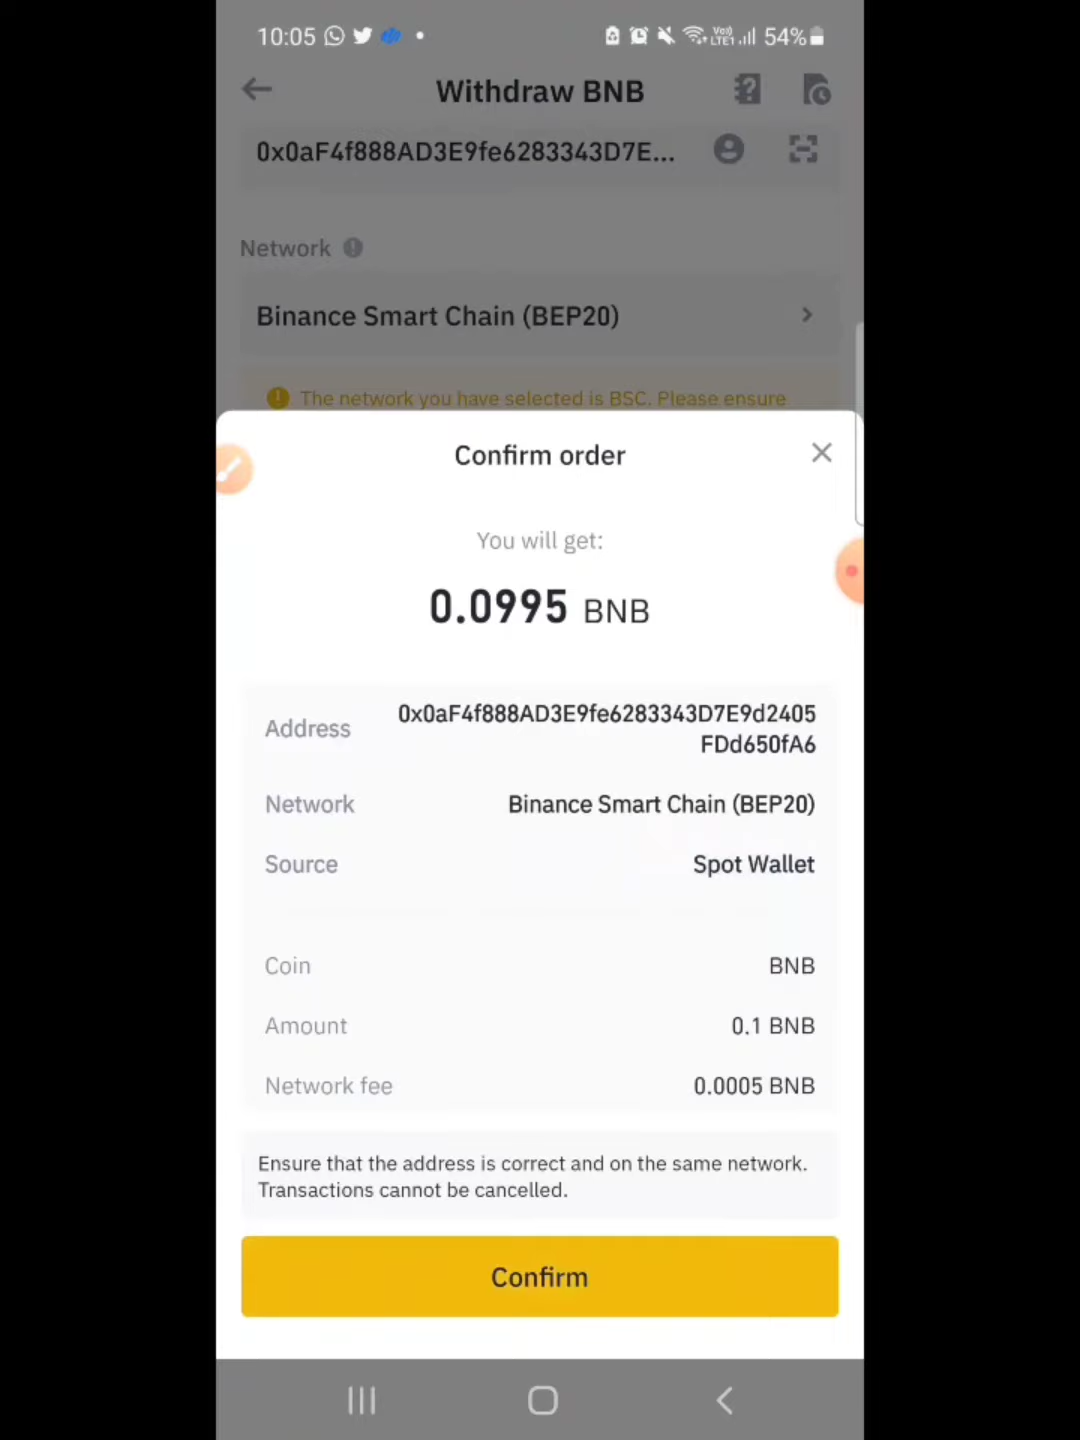 10:05
54%
Withdraw BNB
0x0aF4f888AD3E9fe6283343D7E...
Network
Binance Smart Chain (BEP20)
The network you have selected is BSC. Please ensure
Confirm order
You will get:
0.0995 BNB
Address
0x0aF4f888AD3E9fe6283343D7E9d2405
FDd650fA6
Network Binance Smart Chain (BEP20)
Source Spot Wallet
Coin BNB
Amount 0.1 BNB
Network fee 0.0005 BNB
Ensure that the address is correct and on the same network.
Transactions cannot be cancelled.
Confirm